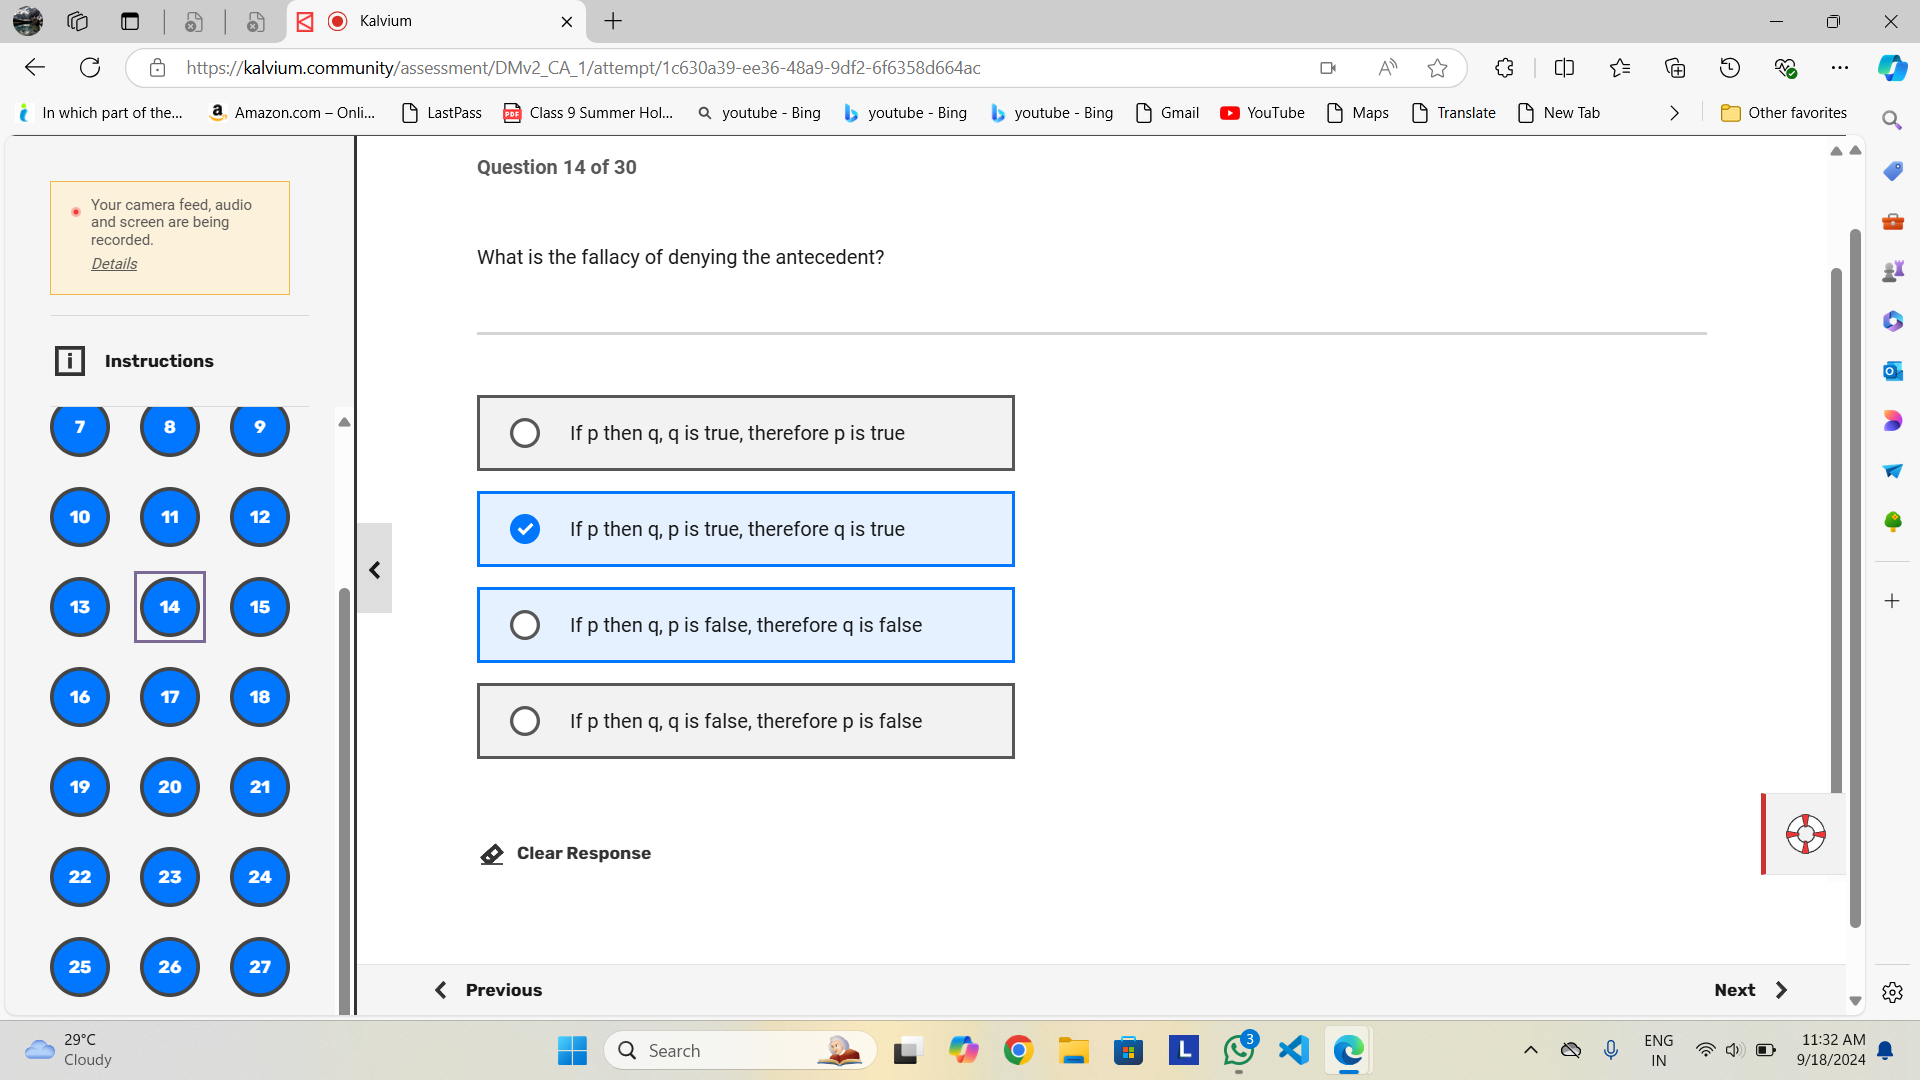 Kalvium
https://kalvium.community/assessment/DMv2_CA_1/attempt/1c630a39-ee36-48a9-9df2-6f6358d664ac
In which part of the...
Amazon.com – Onli...
LastPass
Class 9 Summer Hol...
youtube - Bing
youtube - Bing
youtube - Bing
Gmail
YouTube
Maps
Translate
New Tab
Other favorites
Your camera feed, audio
and screen are being
recorded.
Details
Instructions
7 8 9
10 11 12
13 14 15
16 17 18
19 20 21
22 23 24
25 26 27
Question 14 of 30
What is the fallacy of denying the antecedent?
If p then q, q is true, therefore p is true
If p then q, p is true, therefore q is true
If p then q, p is false, therefore q is false
If p then q, q is false, therefore p is false
Clear Response
Previous
Next
29°C
Cloudy
Search
L
3
ENG
IN
11:32 AM
9/18/2024